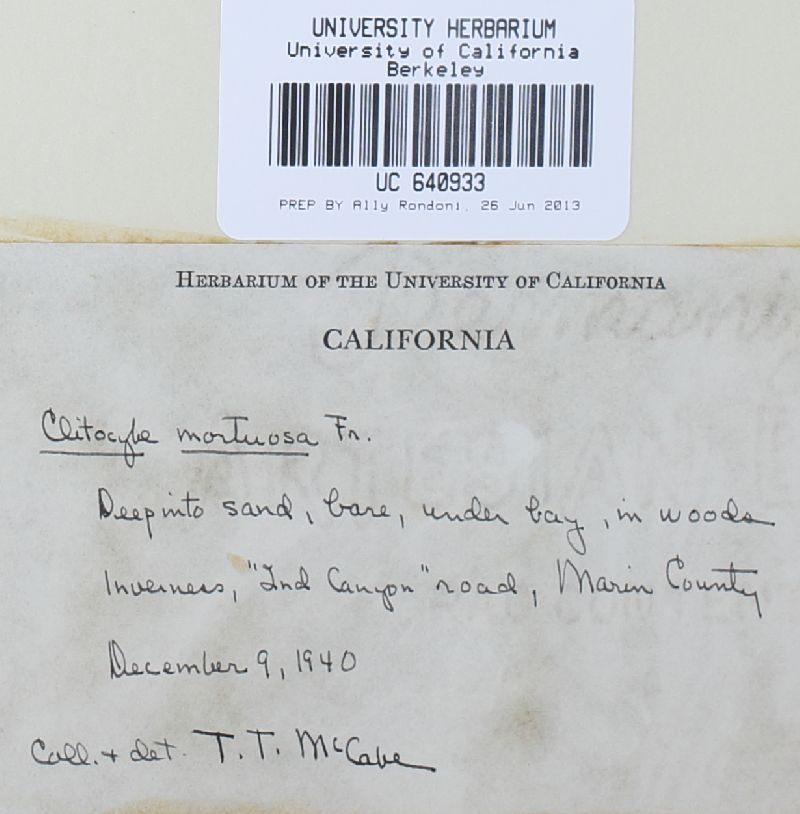 UNIVERSITY HERBARIUM
University of California
Berkeley
UC 640933
PREP BY Ally Rondoni, 26 Jun 2013
HERBARIUM OF THE UNIVERSITY OF CALIFORNIA
CALIFORNIA
Clitocybe mortuosa Fr.
Deep into sand, bare, under bay, in woods
Inverness, "2nd Canyon" road, Marin County
December 9, 1940
Coll. + det. T.T. McCabe